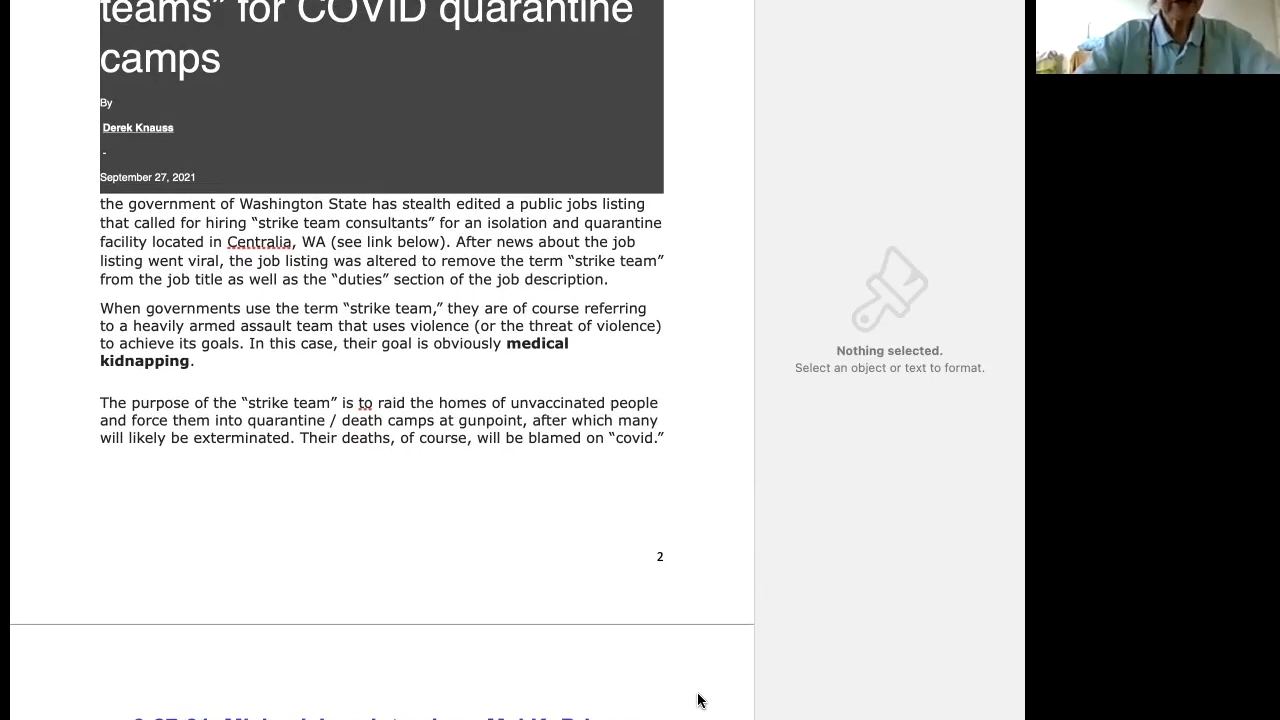 teams” for COVID quarantine
camps
By
Derek Knauss
-
September 27, 2021
the government of Washington State has stealth edited a public jobs listing
that called for hiring “strike team consultants” for an isolation and quarantine
facility located in Centralia, WA (see link below). After news about the job
listing went viral, the job listing was altered to remove the term “strike team”
from the job title as well as the “duties” section of the job description.
When governments use the term “strike team,” they are of course referring
to a heavily armed assault team that uses violence (or the threat of violence)
to achieve its goals. In this case, their goal is obviously medical
kidnapping.
The purpose of the “strike team” is to raid the homes of unvaccinated people
and force them into quarantine / death camps at gunpoint, after which many
will likely be exterminated. Their deaths, of course, will be blamed on “covid.”
2
Nothing selected.
Select an object or text to format.